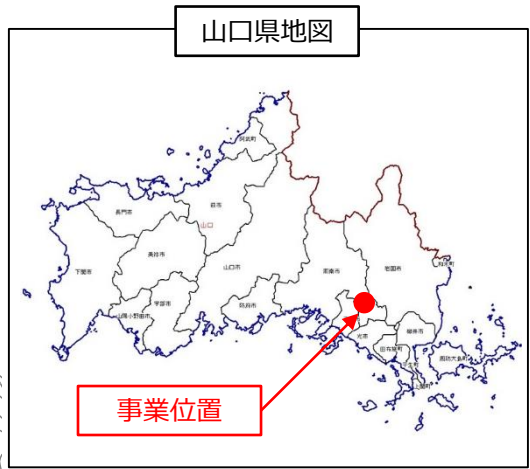 山口県地図
阿武町
萩市
長門市
山口
美祢市
山口市
下関市
周南市
岩国市
和木町
宇部市
防府市
山陽小野田市
光市
柳井市
田布施町
周防大島町
上関町
事業位置